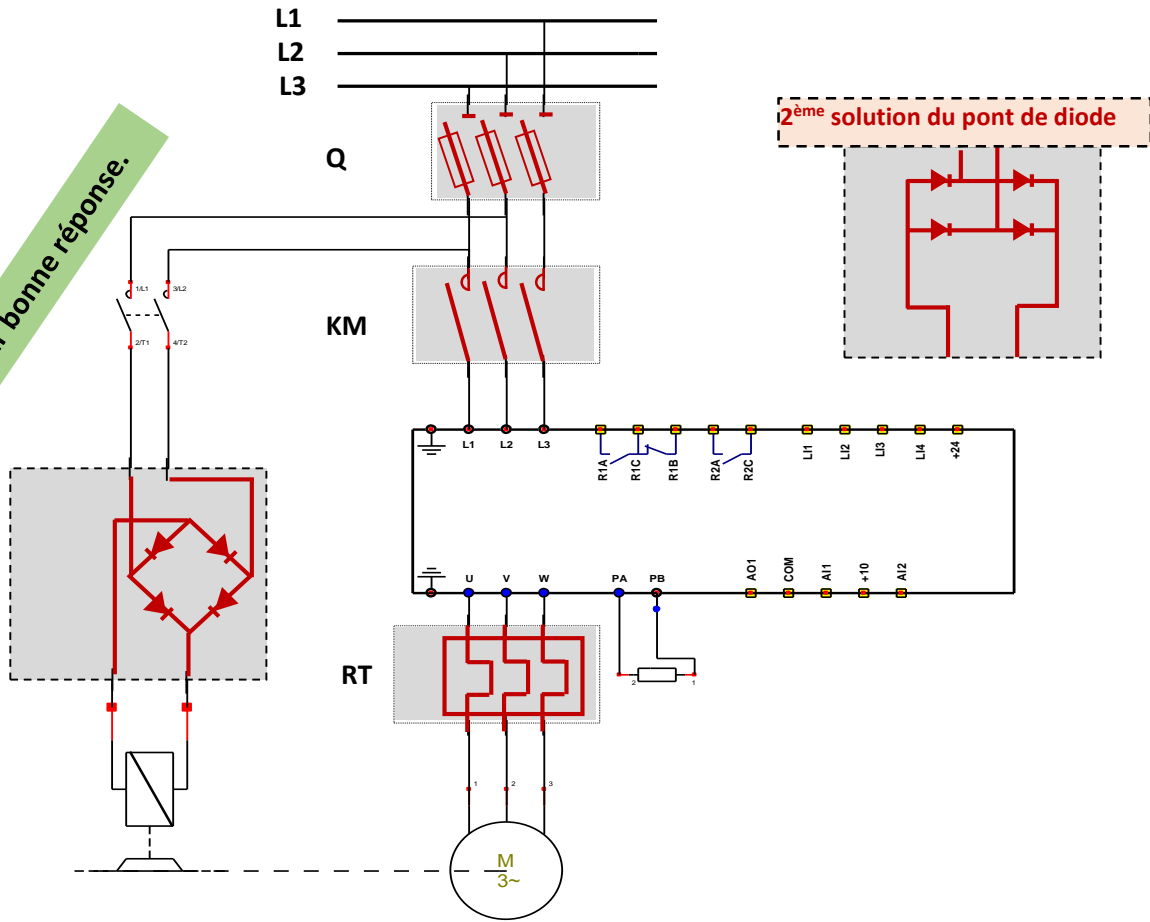 L1
L2
L3
2ème solution du pont de diode
Q
bonne réponse.
1/L1
3/L2
KM
2/T1
4/T2
L1
L2
L3
R1A
R1C
R1B
R2A
R2C
LI1
LI2
LI3
LI4
+24
U
V
W
PA
PB
AO1
COM
AI1
+10
AI2
RT
2
1
1
2
3
M
3~